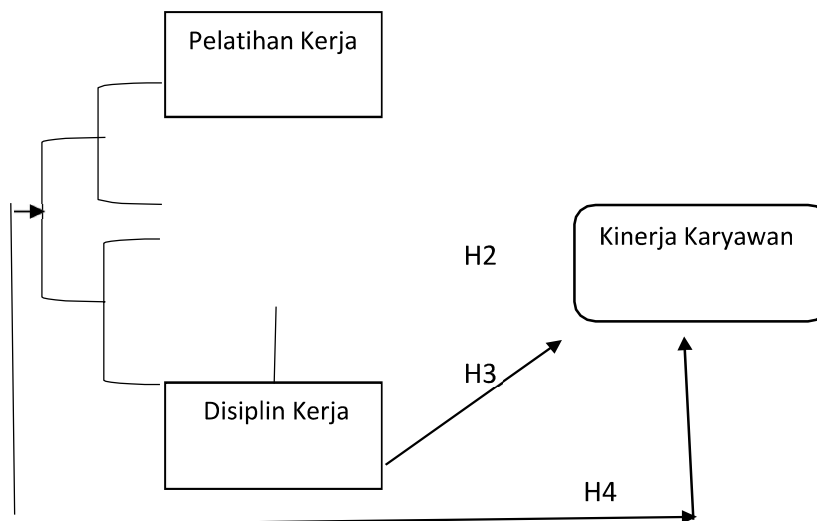 Pelatihan Kerja
Kinerja Karyawan
H2
H3
Disiplin Kerja
H4